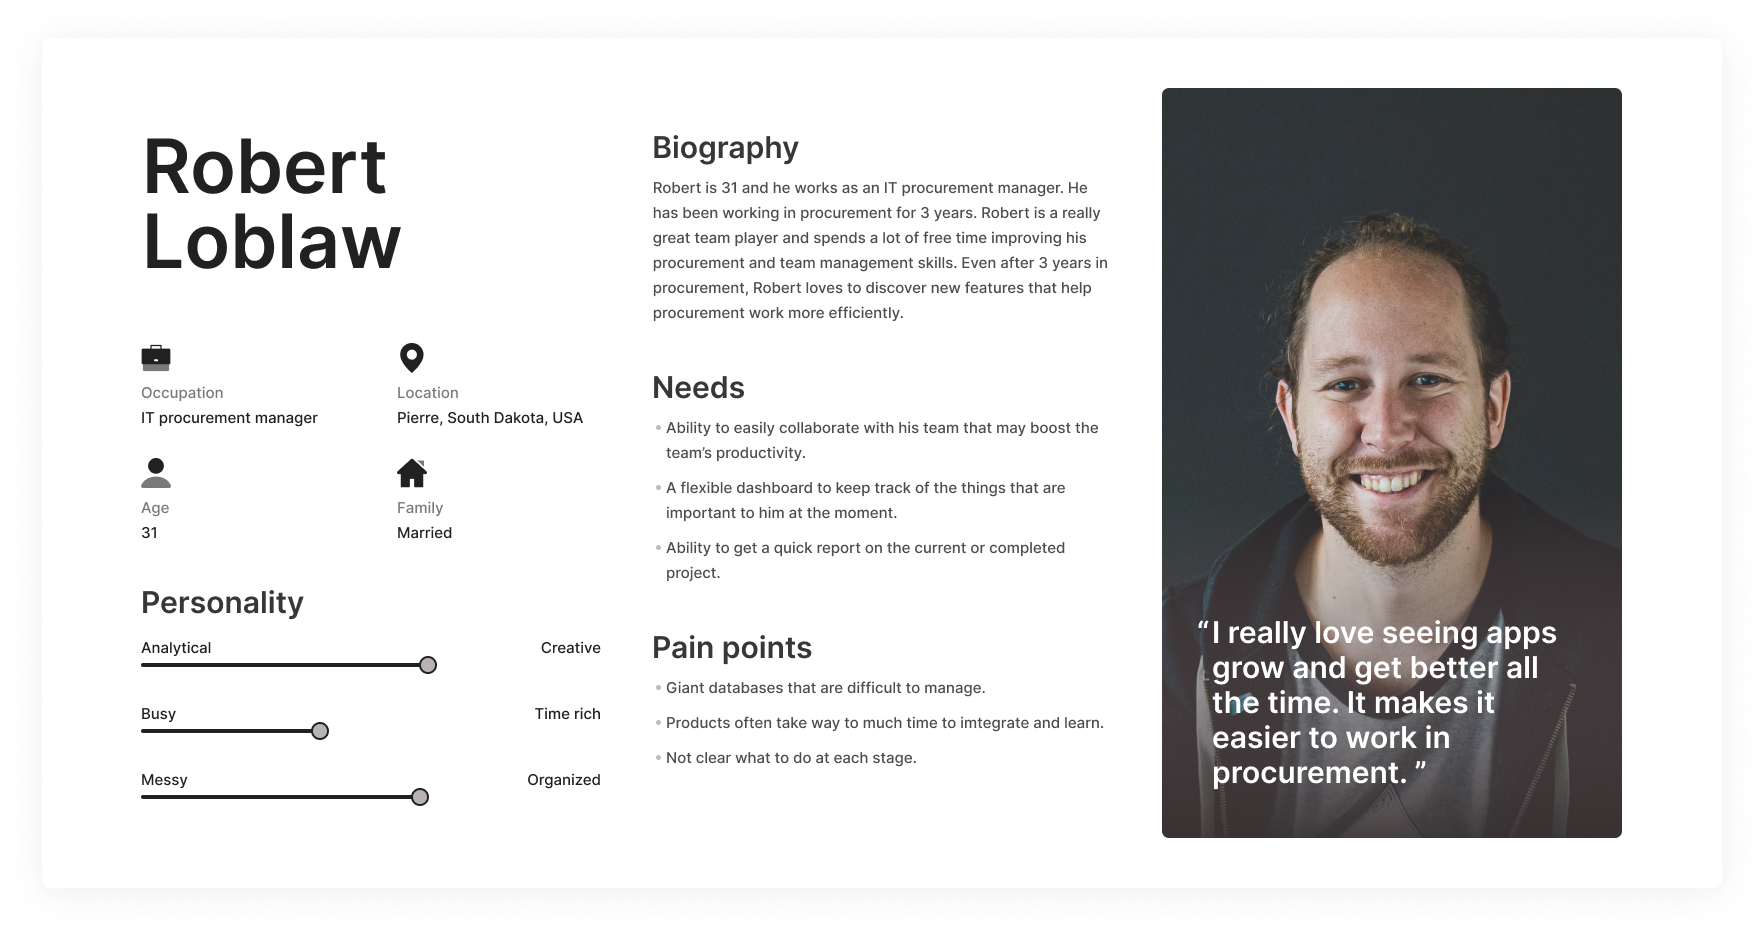 Robert
Loblaw
Occupation
IT procurement manager
Location
Pierre, South Dakota, USA
Age
31
Family
Married
Personality
Analytical Creative
Busy Time rich
Messy Organized
Biography
Robert is 31 and he works as an IT procurement manager. He
has been working in procurement for 3 years. Robert is a really
great team player and spends a lot of free time improving his
procurement and team management skills. Even after 3 years in
procurement, Robert loves to discover new features that help
procurement work more efficiently.
Needs
• Ability to easily collaborate with his team that may boost the
team’s productivity.
• A flexible dashboard to keep track of the things that are
important to him at the moment.
• Ability to get a quick report on the current or completed
project.
Pain points
• Giant databases that are difficult to manage.
• Products often take way to much time to imtegrate and learn.
• Not clear what to do at each stage.
“I really love seeing apps
grow and get better all
the time. It makes it
easier to work in
procurement. ”